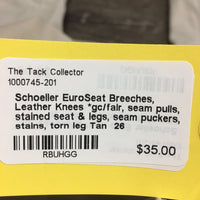 The Tack Collector
1000745-201
Schoeller EuroSeat Breeches,
Leather Knees *gc/fair, seam pulls,
stained seat & legs, seam puckers,
stains, torn leg Tan 26
RBUHGG
$35.00